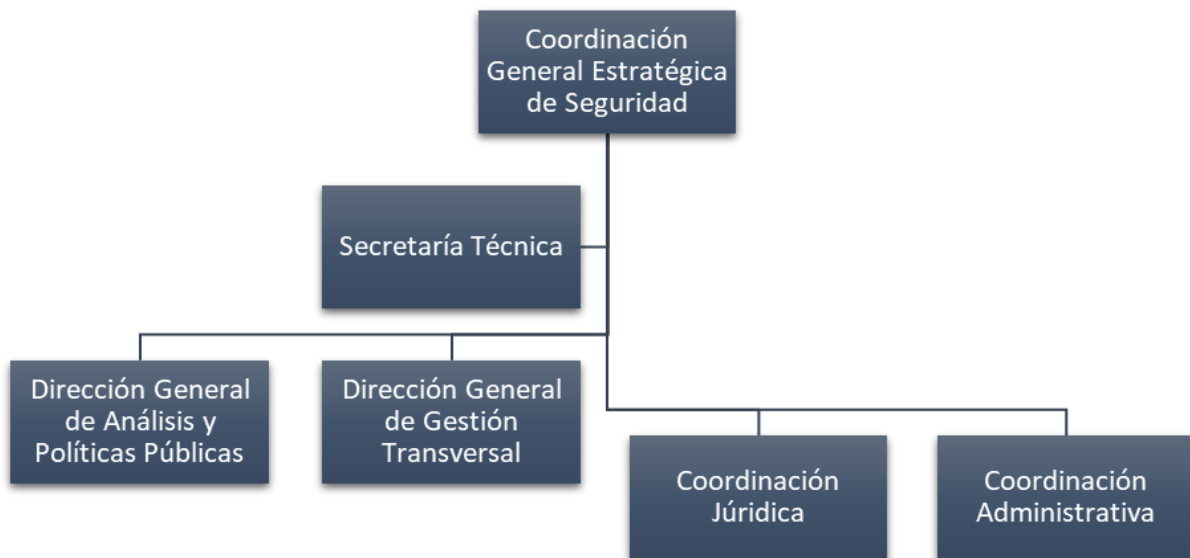 Coordinación
General Estratégica
de Seguridad
Secretaría Técnica
Dirección General
de Análisis y
Políticas Públicas
Dirección General
de Gestión
Transversal
Coordinación
Júridica
Coordinación
Administrativa